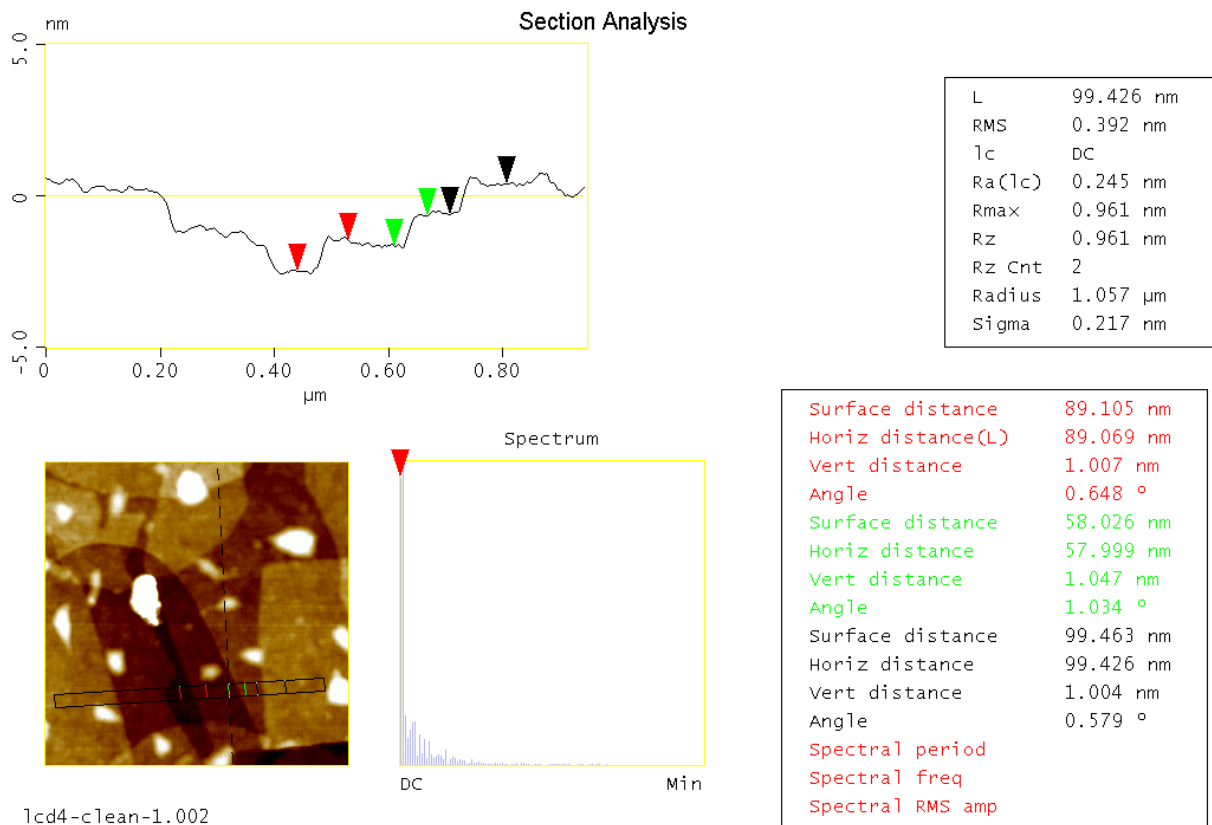 Section Analysis
nm
5.0
0
-5.0
0 0.20 0.40 0.60 0.80
µm
L 99.426 nm
RMS 0.392 nm
lc DC
Ra(lc) 0.245 nm
Rmax 0.961 nm
Rz 0.961 nm
Rz Cnt 2
Radius 1.057 µm
Sigma 0.217 nm
Surface distance 89.105 nm
Horiz distance(L) 89.069 nm
Vert distance 1.007 nm
Angle 0.648 º
Surface distance 58.026 nm
Horiz distance 57.999 nm
Vert distance 1.047 nm
Angle 1.034 º
Surface distance 99.463 nm
Horiz distance 99.426 nm
Vert distance 1.004 nm
Angle 0.579 º
Spectral period
Spectral freq
Spectral RMS amp
Spectrum
DC Min
lcd4-clean-1.002